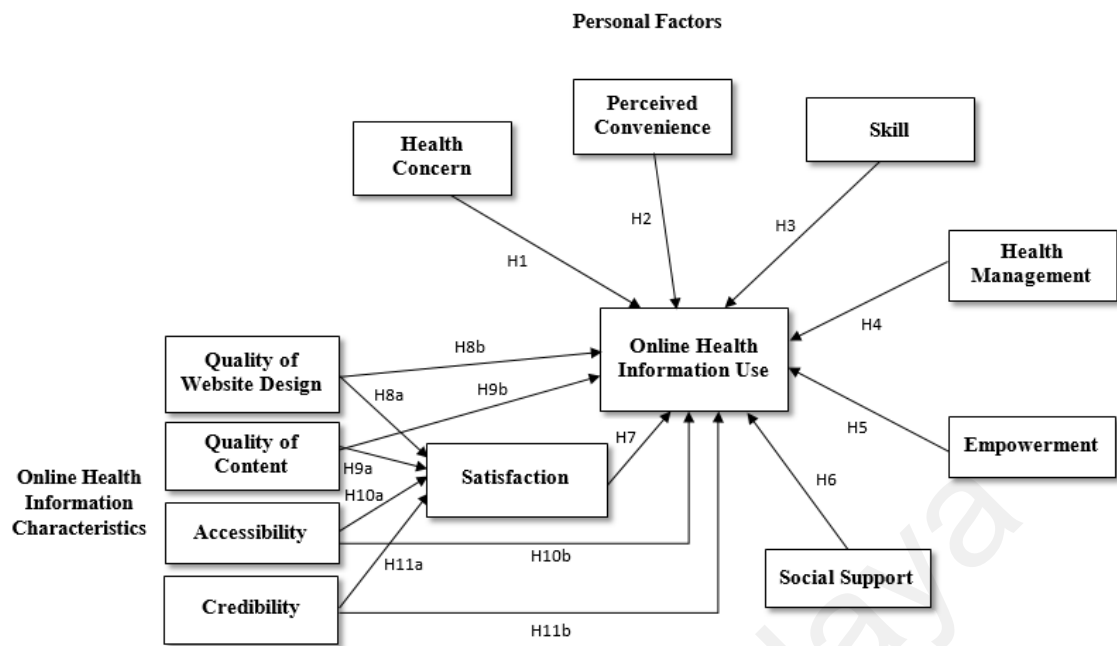 Personal Factors
Perceived
Convenience
Skill
Health
Concern
H2
H3
Health
Management
H1
H4
Online Health
Information Use
Quality of
Website Design
H8b
H8a
H9b
H7
H5
Empowerment
Quality of
Content
H9a
Satisfaction
H6
Online Health
Information
Characteristics
H10a
Accessibility
H10b
H11a
Social Support
Credibility
H11b
laya